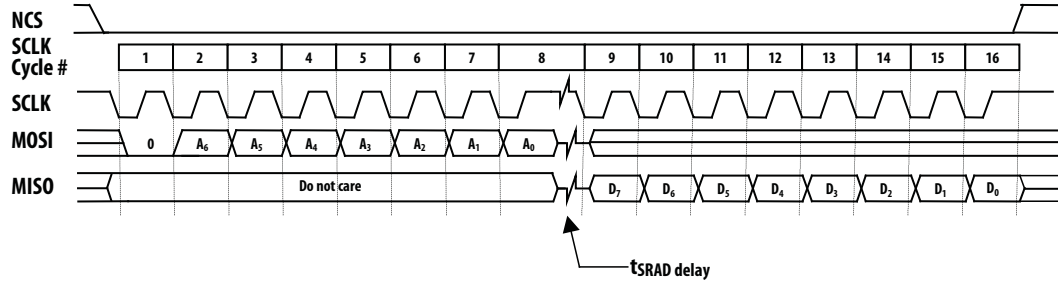 NCS
SCLK
Cycle #
1 2 3 4 5 6 7 8 9 10 11 12 13 14 15 16
SCLK
MOSI
0 A6 A5 A4 A3 A2 A1 A0
MISO
Do not care
D7 D6 D5 D4 D3 D2 D1 D0
tSRAD delay